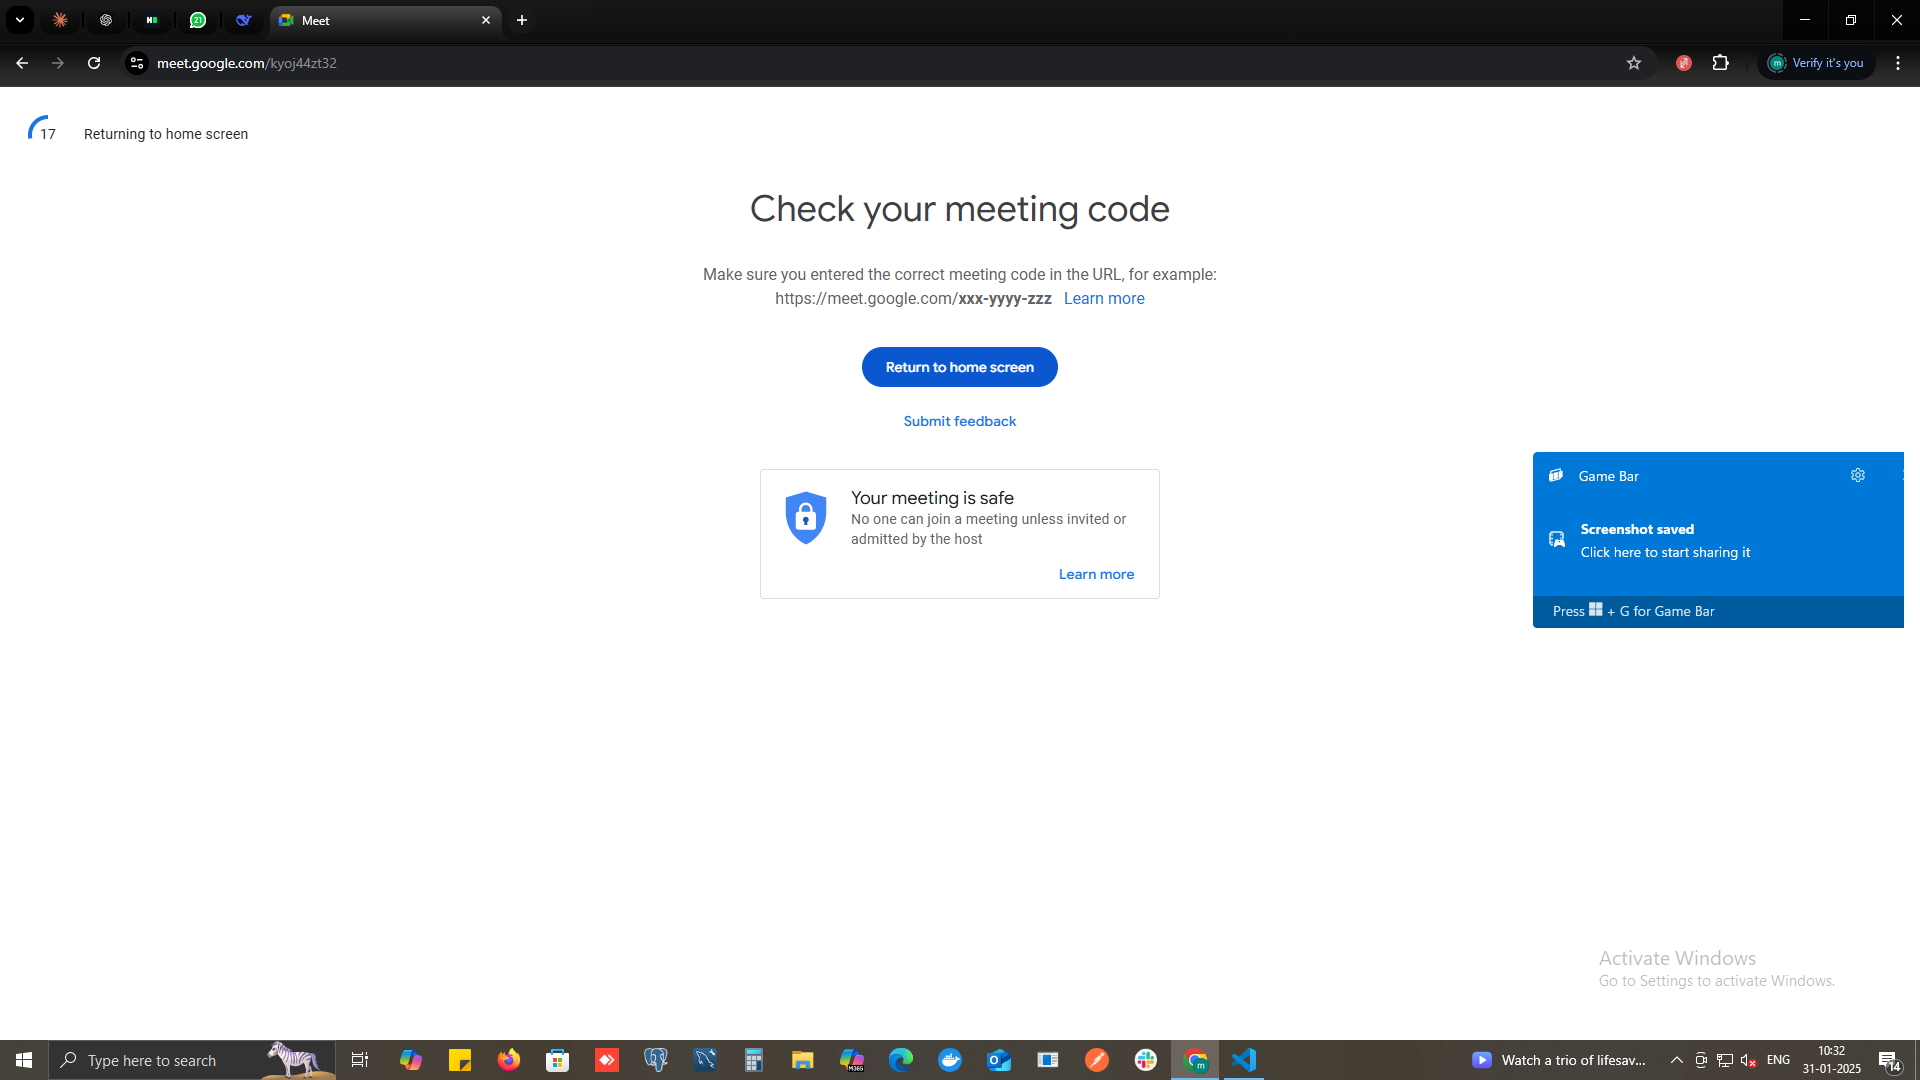 Meet
meet.google.com/kyoj44zt32
Verify it's you
17
Returning to home screen
Check your meeting code
Make sure you entered the correct meeting code in the URL, for example:
https://meet.google.com/xxx-yyyy-zzz Learn more
Return to home screen
Submit feedback
Your meeting is safe
No one can join a meeting unless invited or
admitted by the host
Learn more
Game Bar
Screenshot saved
Click here to start sharing it
Press + G for Game Bar
Activate Windows
Go to Settings to activate Windows.
Type here to search
Watch a trio of lifesav...
ENG
10:32
31-01-2025
14
21
m
m
M365